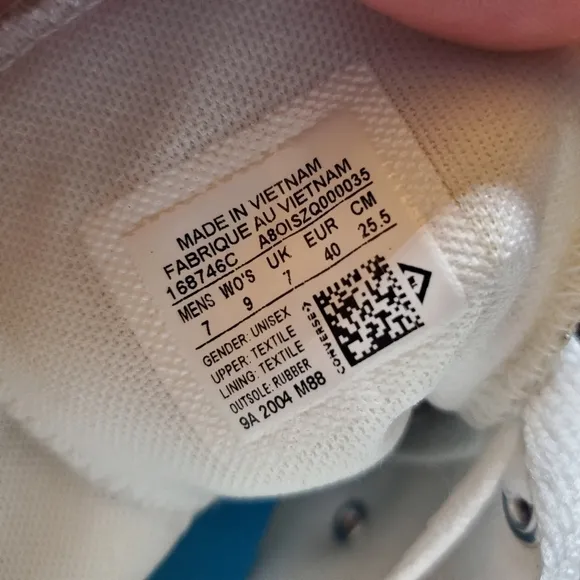 MADE IN VIETNAM
FABRIQUE AU VIETNAM
168746C A8OISZQ000035
MENS WO'S UK EUR CM
7 9 7 40 25.5
GENDER: UNISEX
UPPER: TEXTILE
LINING: TEXTILE
OUTSOLE: RUBBER
9A 2004 M88
CONVERSE